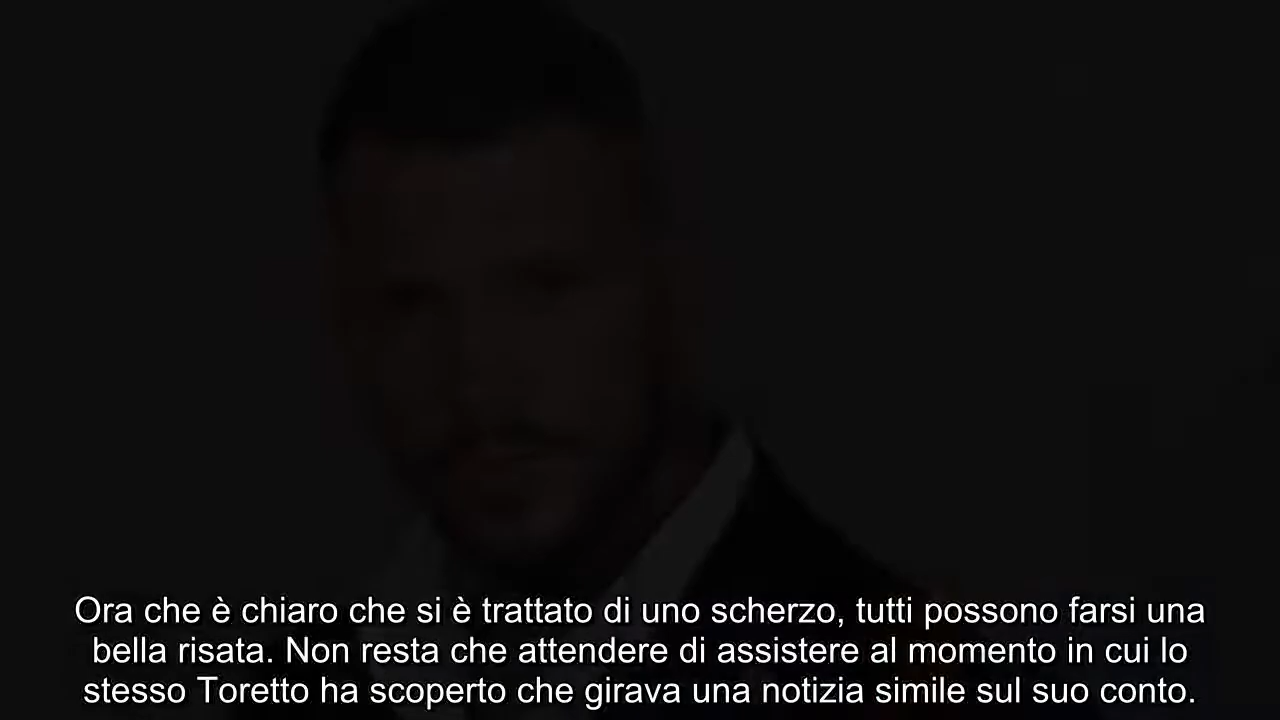 Ora che è chiaro che si è trattato di uno scherzo, tutti possono farsi una
bella risata. Non resta che attendere di assistere al momento in cui lo
stesso Toretto ha scoperto che girava una notizia simile sul suo conto.